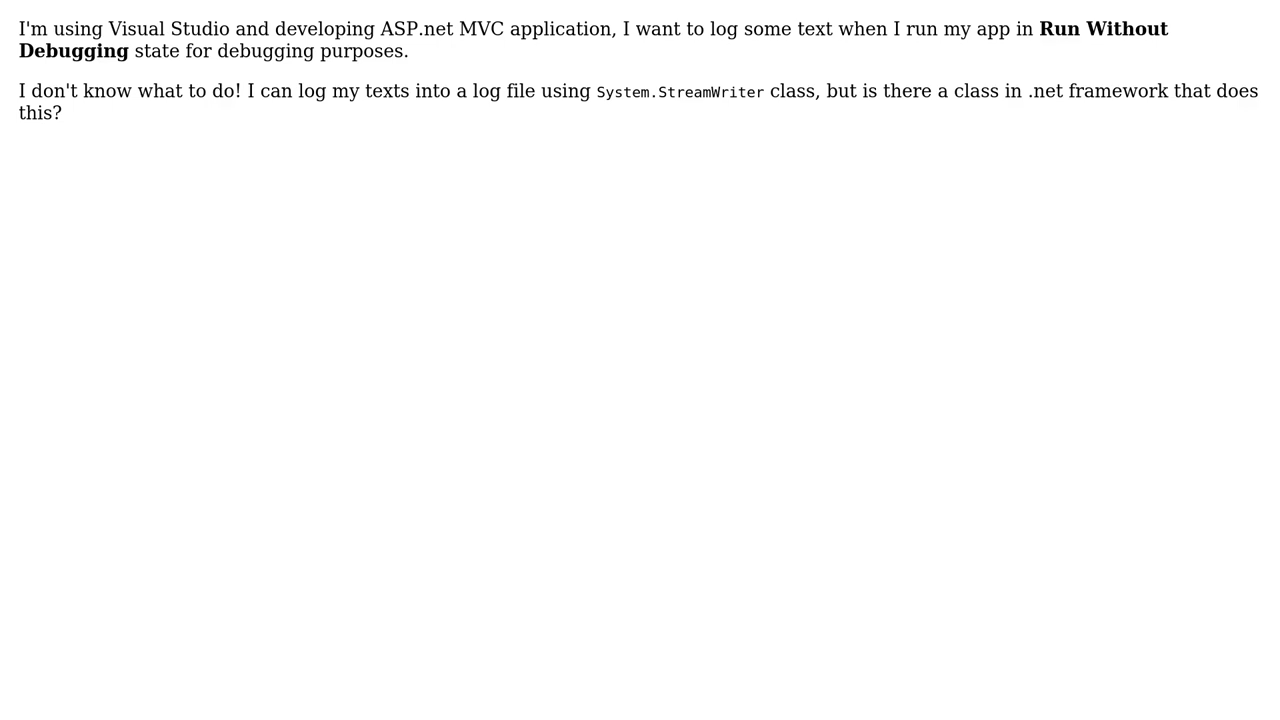 I'm using Visual Studio and developing ASP.net MVC application, I want to log some text when I run my app in Run Without
Debugging state for debugging purposes.
I don't know what to do! I can log my texts into a log file using System.StreamWriter class, but is there a class in .net framework that does
this?